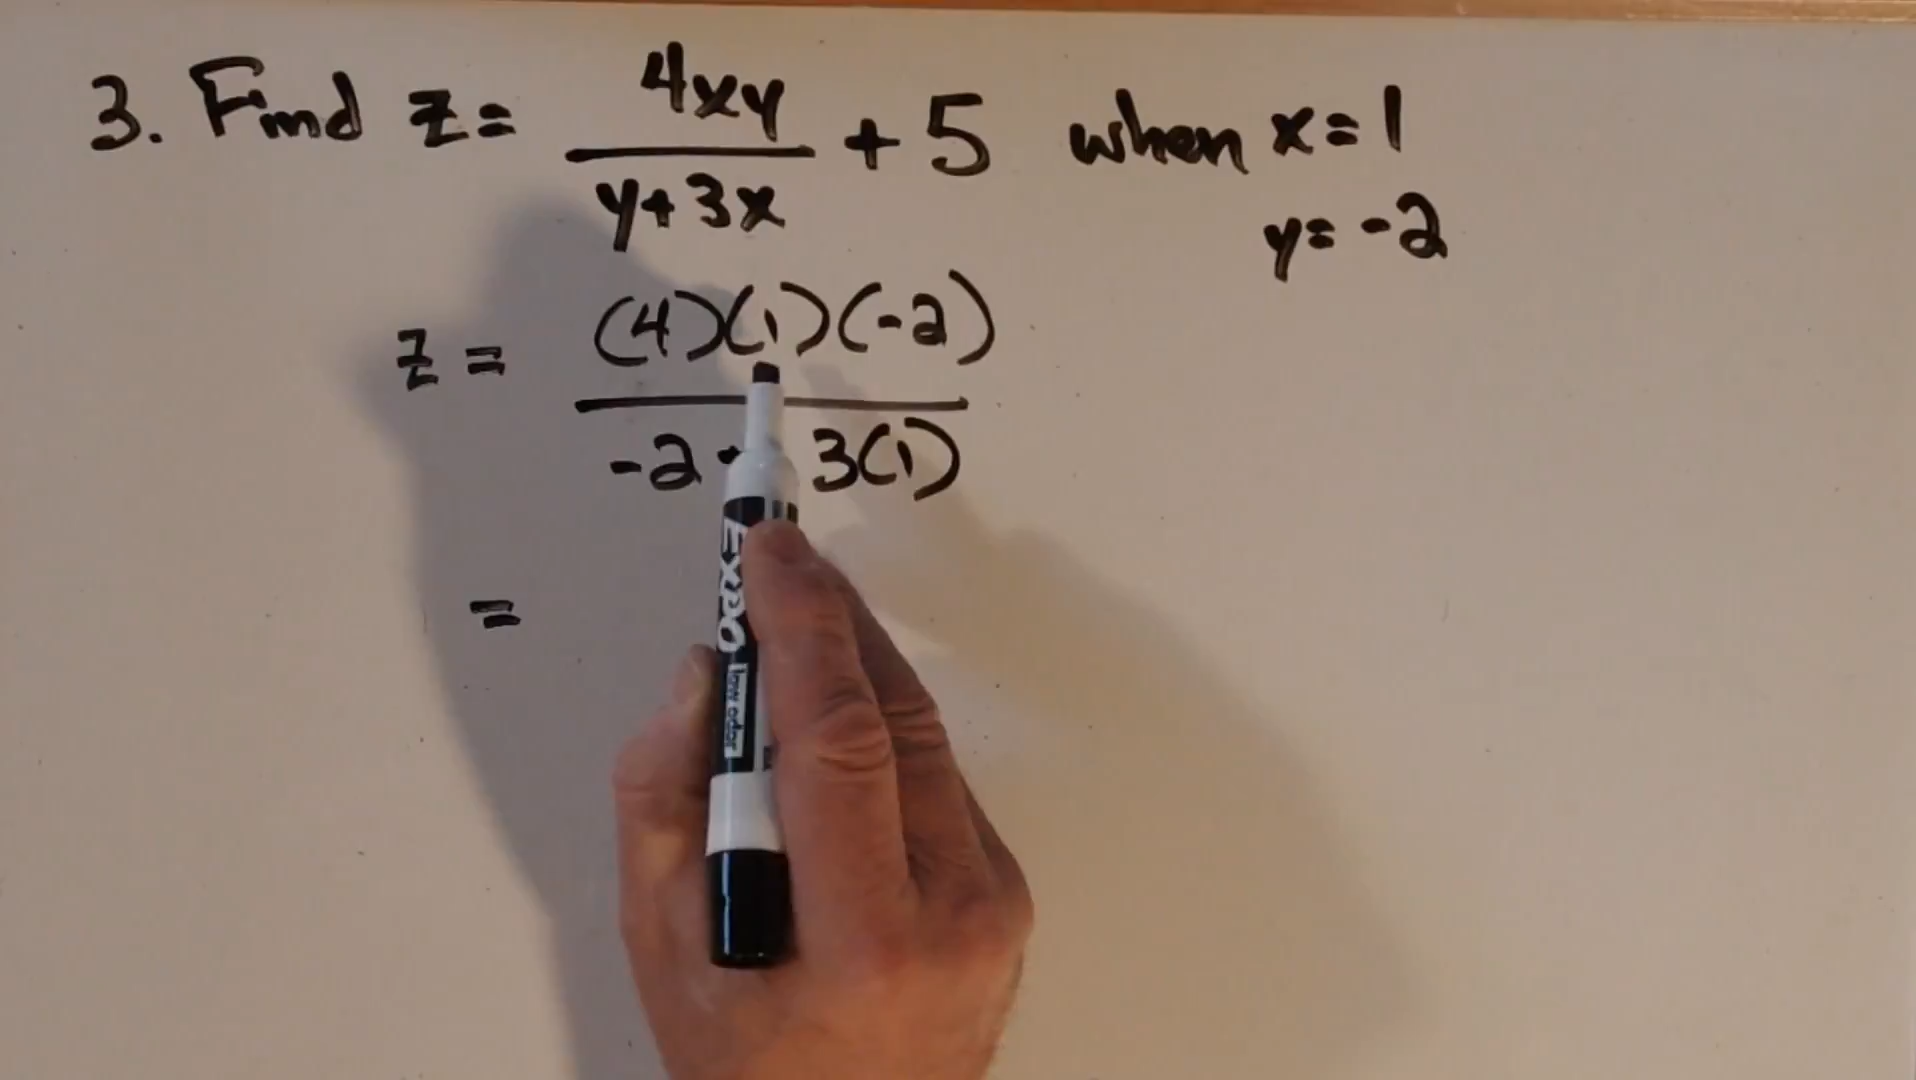 3. Find z = 4xy / y+3x + 5 when x=1
y= -2
z = (4)(1)(-2) / -2 + 3(1)
=
EXPO
low odor